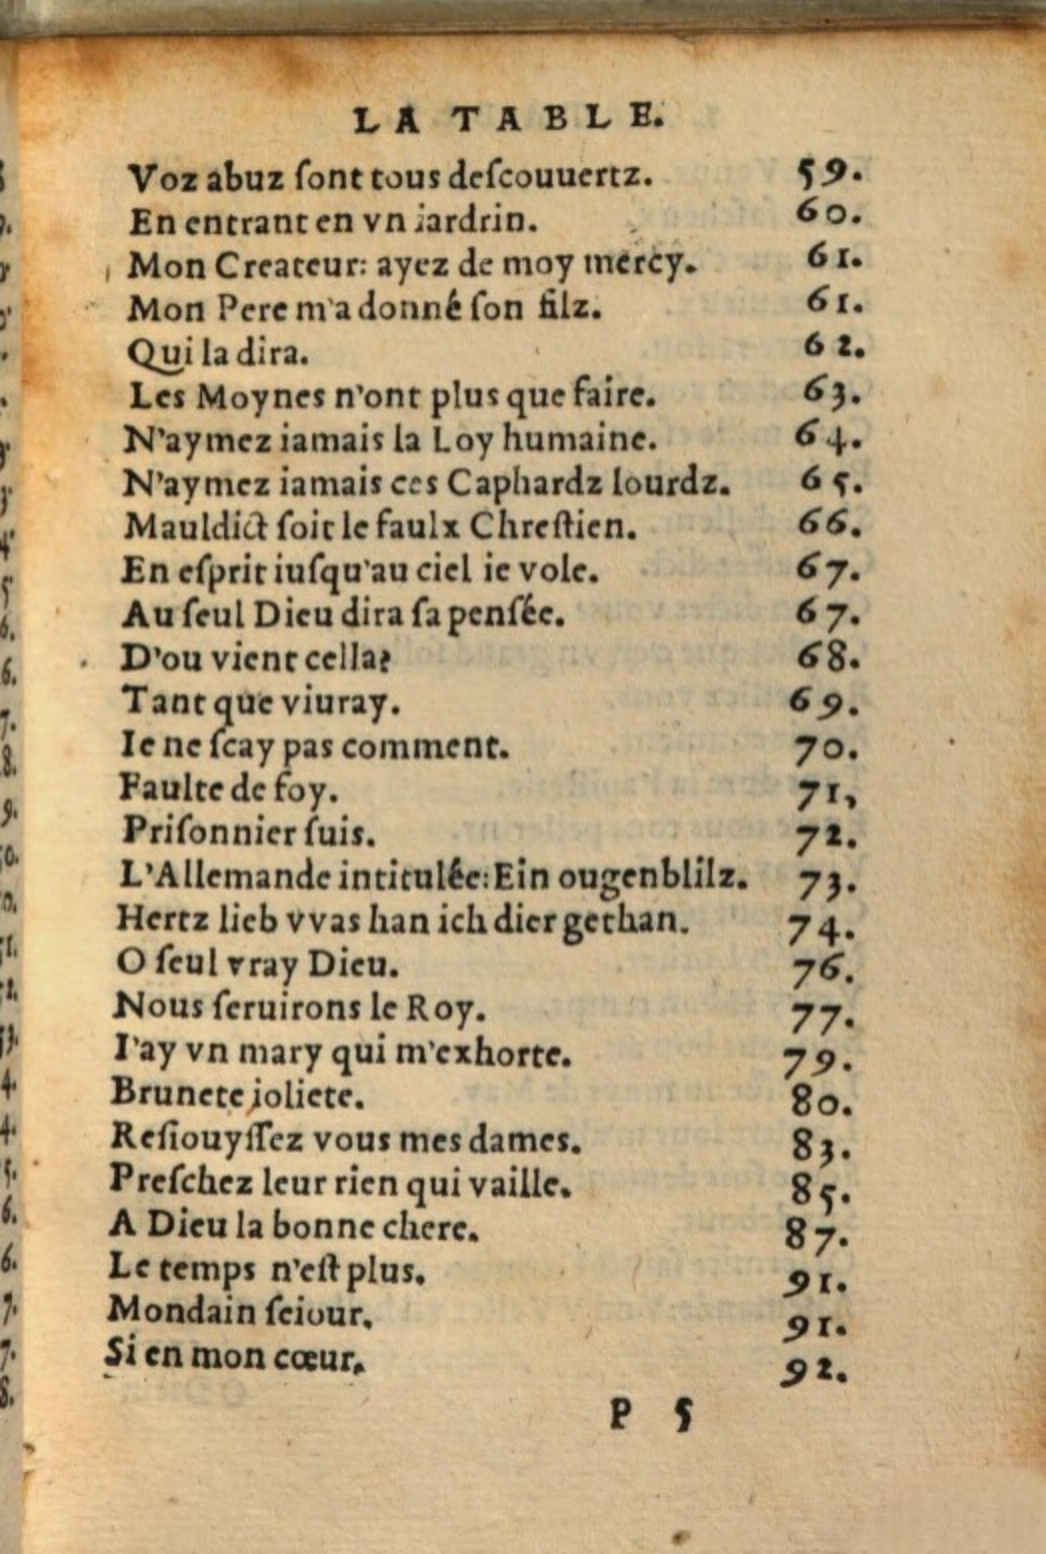 LA TABLE.
Voz abuz ſont tous deſcouuertz. 59.
En entrant en vn iardrin. 60.
Mon Createur: ayez de moy mercy. 61.
Mon Pere m'a donné ſon filz. 61.
Qui la dira. 62.
Les Moynes n'ont plus que faire. 63.
N'aymez iamais la Loy humaine. 64.
N'aymez iamais ces Caphardz lourdz. 65.
Mauldict ſoit le faulx Chreſtien. 66.
En eſprit iuſqu'au ciel ie vole. 67.
Au ſeul Dieu dira ſa penſée. 67.
D'ou vient cella? 68.
Tant que viuray. 69.
Ie ne ſcay pas comment. 70.
Faulte de foy. 71,
Priſonnier ſuis. 72.
L'Allemande intitulée: Ein ougenblilz. 73.
Hertz lieb vvas han ich dier gethan. 74.
O ſeul vray Dieu. 76.
Nous ſeruirons le Roy. 77.
I'ay vn mary qui m'exhorte. 79.
Brunete ioliete. 80.
Reſiouyſſez vous mes dames. 83.
Preſchez leur rien qui vaille. 85.
A Dieu la bonne chere. 87.
Le temps n'eſt plus. 91.
Mondain ſeiour. 91.
Si en mon cœur. 92.
P 5